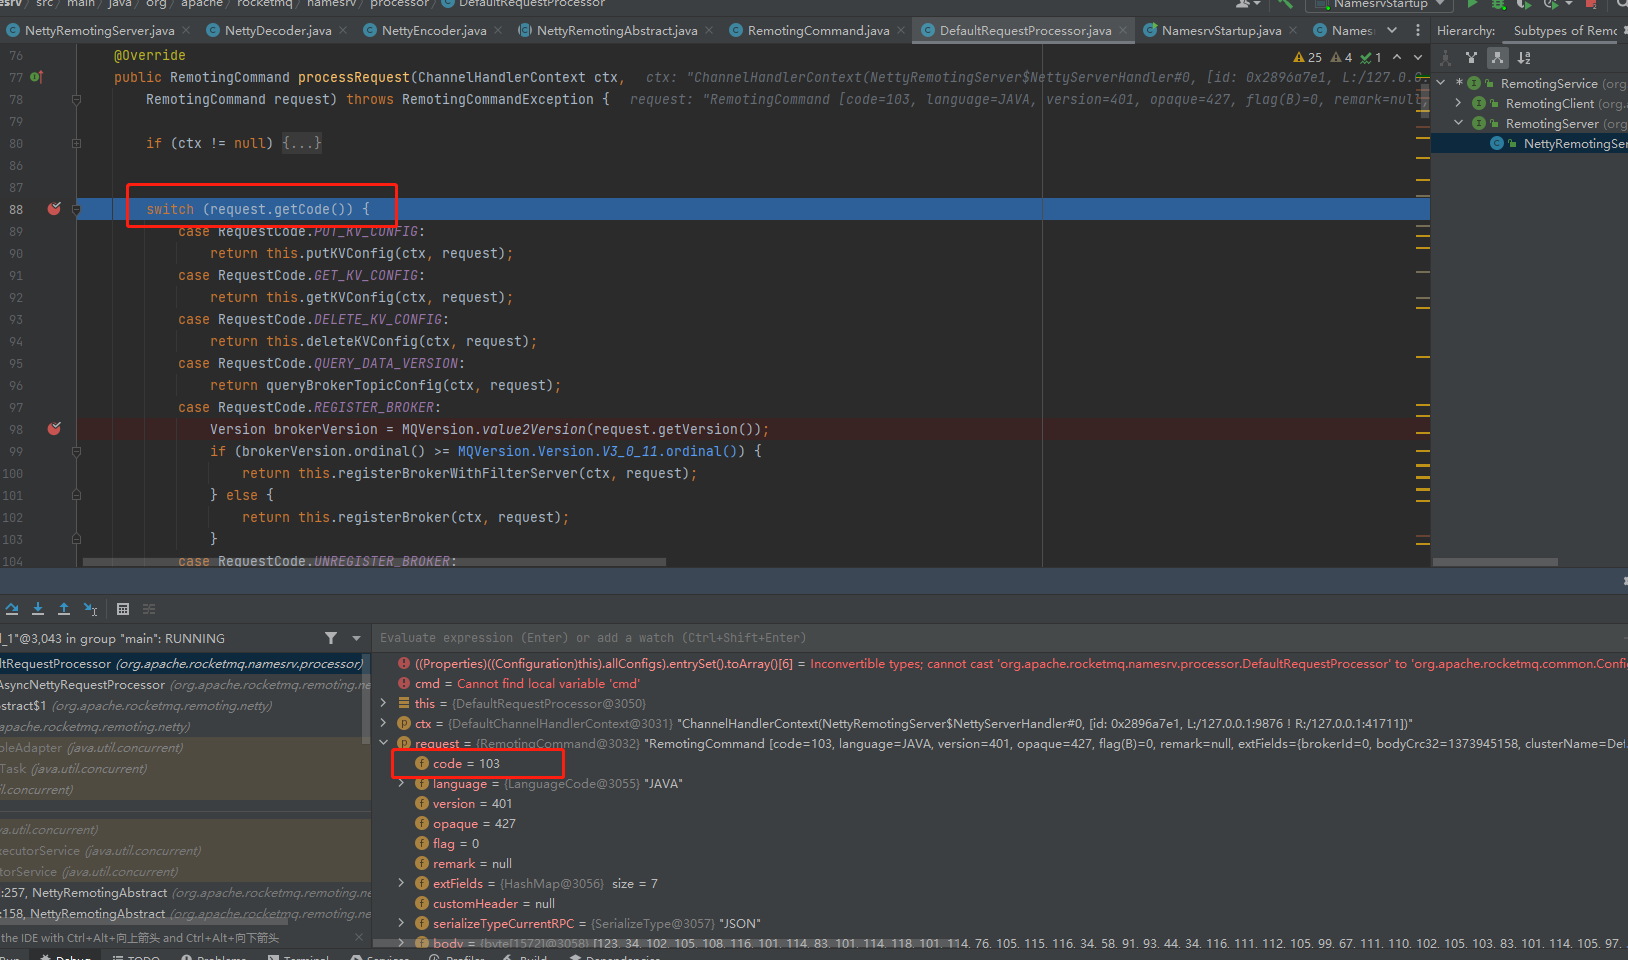 esrv / src / main / java / org / apache / rocketmq / namesrv / processor / DefaultRequestProcessor
NamesrvStartup
NettyRemotingServer.java NettyDecoder.java NettyEncoder.java NettyRemotingAbstract.java RemotingCommand.java DefaultRequestProcessor.java NamesrvStartup.java Names
Hierarchy: Subtypes of Remo
76 @Override
25 4 1
77 public RemotingCommand processRequest(ChannelHandlerContext ctx, ctx: "ChannelHandlerContext(NettyRemotingServer$NettyServerHandler#0, [id: 0x2896a7e1, L:/127.0.0.
78 RemotingCommand request) throws RemotingCommandException { request: "RemotingCommand [code=103, language=JAVA, version=401, opaque=427, flag(B)=0, remark=null,
79
80 if (ctx != null) {...}
86
87
88 switch (request.getCode()) {
89 case RequestCode.PUT_KV_CONFIG:
90 return this.putKVConfig(ctx, request);
91 case RequestCode.GET_KV_CONFIG:
92 return this.getKVConfig(ctx, request);
93 case RequestCode.DELETE_KV_CONFIG:
94 return this.deleteKVConfig(ctx, request);
95 case RequestCode.QUERY_DATA_VERSION:
96 return queryBrokerTopicConfig(ctx, request);
97 case RequestCode.REGISTER_BROKER:
98 Version brokerVersion = MQVersion.value2Version(request.getVersion());
99 if (brokerVersion.ordinal() >= MQVersion.Version.V3_0_11.ordinal()) {
100 return this.registerBrokerWithFilterServer(ctx, request);
101 } else {
102 return this.registerBroker(ctx, request);
103 }
104 case RequestCode.UNREGISTER_BROKER:
* RemotingService (org
RemotingClient (org.a
RemotingServer (org
NettyRemotingSer
l_1"@3,043 in group "main": RUNNING
ltRequestProcessor (org.apache.rocketmq.namesrv.processor)
AsyncNettyRequestProcessor (org.apache.rocketmq.remoting.ne
bstract$1 (org.apache.rocketmq.remoting.netty)
apache.rocketmq.remoting.netty)
bleAdapter (java.util.concurrent)
Task (java.util.concurrent)
il.concurrent)
va.util.concurrent)
xecutorService (java.util.concurrent)
torService (java.util.concurrent)
:257, NettyRemotingAbstract (org.apache.rocketmq.remoting.ne
:158, NettyRemotingAbstract (org.apache.rocketmq.remoting.ne
the IDE with Ctrl+Alt+向上箭头 and Ctrl+Alt+向下箭头
Evaluate expression (Enter) or add a watch (Ctrl+Shift+Enter)
((Properties)((Configuration)this).allConfigs).entrySet().toArray()[6] = Inconvertible types; cannot cast 'org.apache.rocketmq.namesrv.processor.DefaultRequestProcessor' to 'org.apache.rocketmq.common.Config
cmd = Cannot find local variable 'cmd'
this = {DefaultRequestProcessor@3050}
ctx = {DefaultChannelHandlerContext@3031} "ChannelHandlerContext(NettyRemotingServer$NettyServerHandler#0, [id: 0x2896a7e1, L:/127.0.0.1:9876 ! R:/127.0.0.1:41711])"
request = {RemotingCommand@3032} "RemotingCommand [code=103, language=JAVA, version=401, opaque=427, flag(B)=0, remark=null, extFields={brokerId=0, bodyCrc32=1373945158, clusterName=Def
code = 103
language = {LanguageCode@3055} "JAVA"
version = 401
opaque = 427
flag = 0
remark = null
extFields = {HashMap@3056} size = 7
customHeader = null
serializeTypeCurrentRPC = {SerializeType@3057} "JSON"
body = {byte[1572]@3058} [123, 34, 102, 105, 108, 116, 101, 114, 83, 101, 114, 118, 101, 114, 76, 105, 115, 116, 34, 58, 91, 93, 44, 34, 116, 111, 112, 105, 99, 67, 111, 110, 102, 105, 103, 83, 101, 114, 105, 97,
Run Debug TODO Problems Terminal Services Profiler Build Dependencies